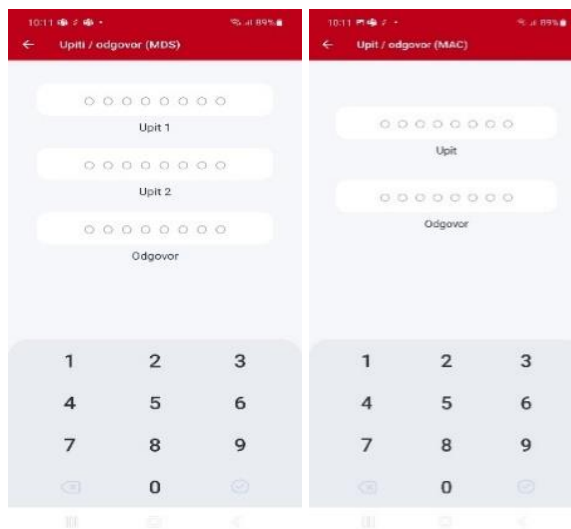 10:11
89%
Upiti / odgovor (MDS)
Upit 1
Upit 2
Odgovor
1 2 3
4 5 6
7 8 9
0
10:11
89%
Upit / odgovor (MAC)
Upit
Odgovor
1 2 3
4 5 6
7 8 9
0